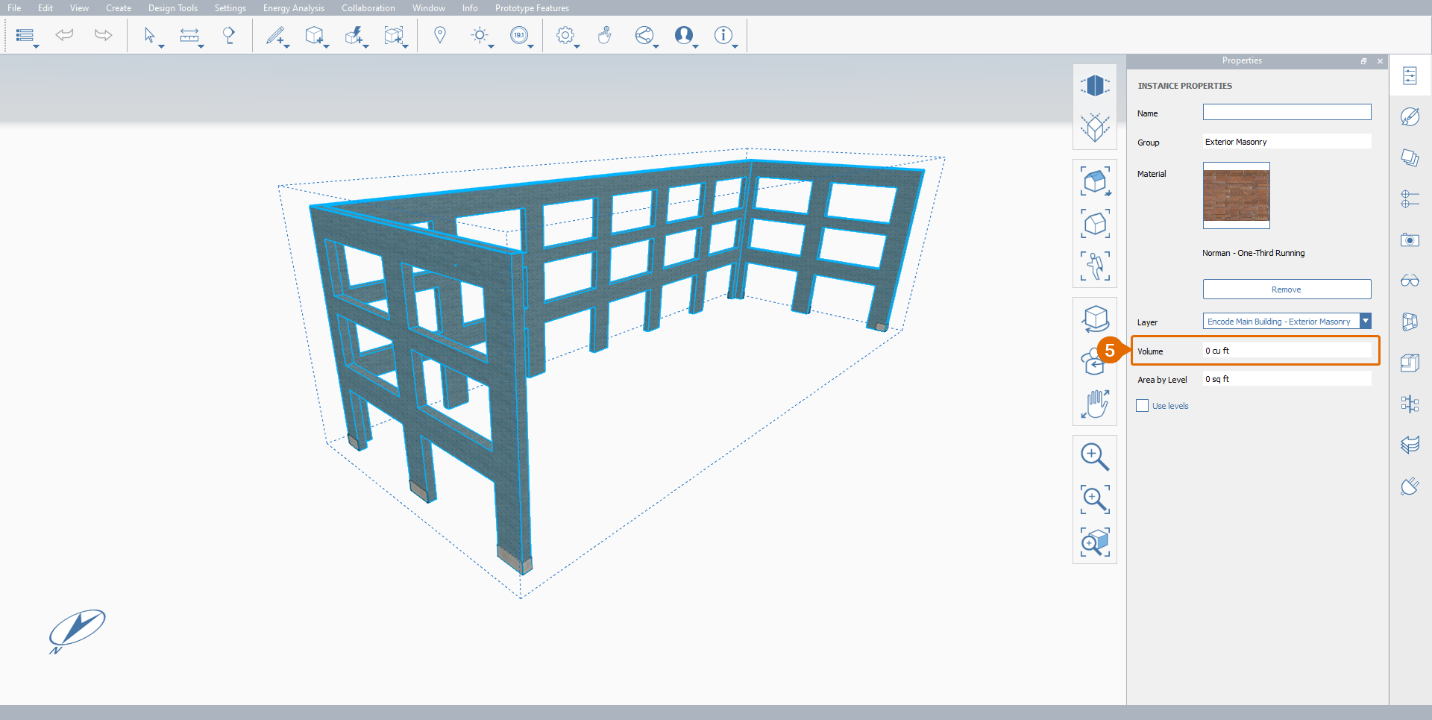 File Edit View Create Design Tools Settings Energy Analysis Collaboration Window Info Prototype Features
19.1
Properties
INSTANCE PROPERTIES
Name
Group Exterior Masonry
Material
Norman - One-Third Running
Remove
Layer Encode Main Building - Exterior Masonry
5 Volume 0 cu ft
Area by Level 0 sq ft
Use levels
N